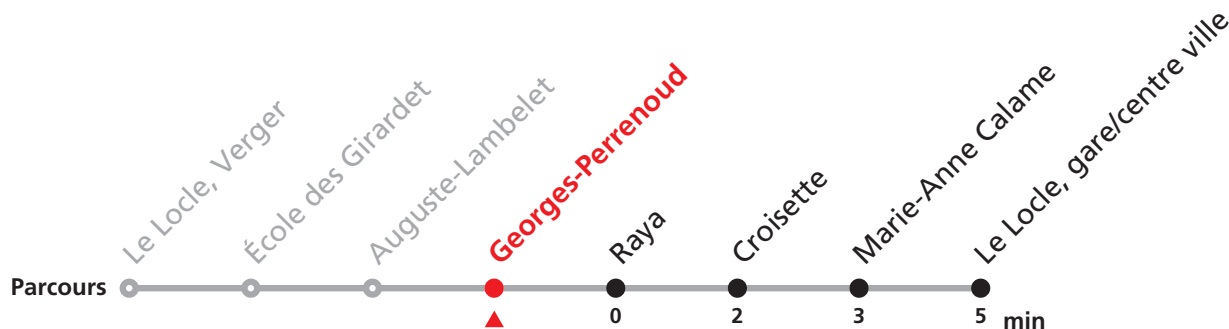 Le Locle, Verger
École des Girardet
Auguste-Lambelet
Georges-Perrenoud
Raya
Croisette
Marie-Anne Calame
Le Locle, gare/centre ville
Parcours
0 2 3 5 min